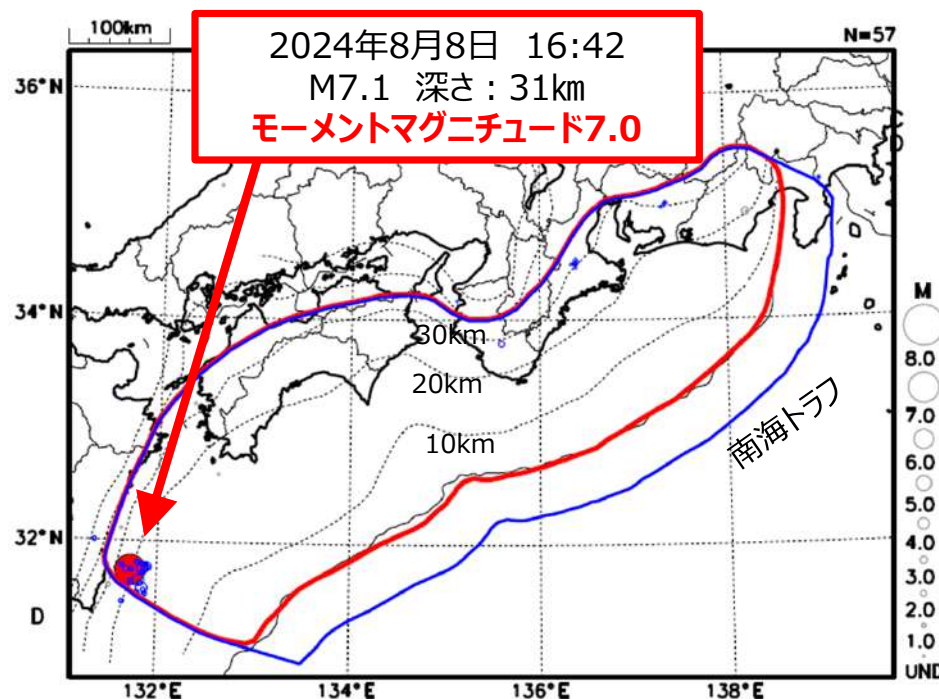 100km
N=57
2024年8月8日 16:42
M7.1 深さ:31㎞
モーメントマグニチュード7.0
36°N
34°N
30km
20km
10km
南海トラフ
32°N
D
132°E
134°E
136°E
138°E
C
D
M
8.0
7.0
6.0
5.0
4.0
3.0
2.0
1.0
UND